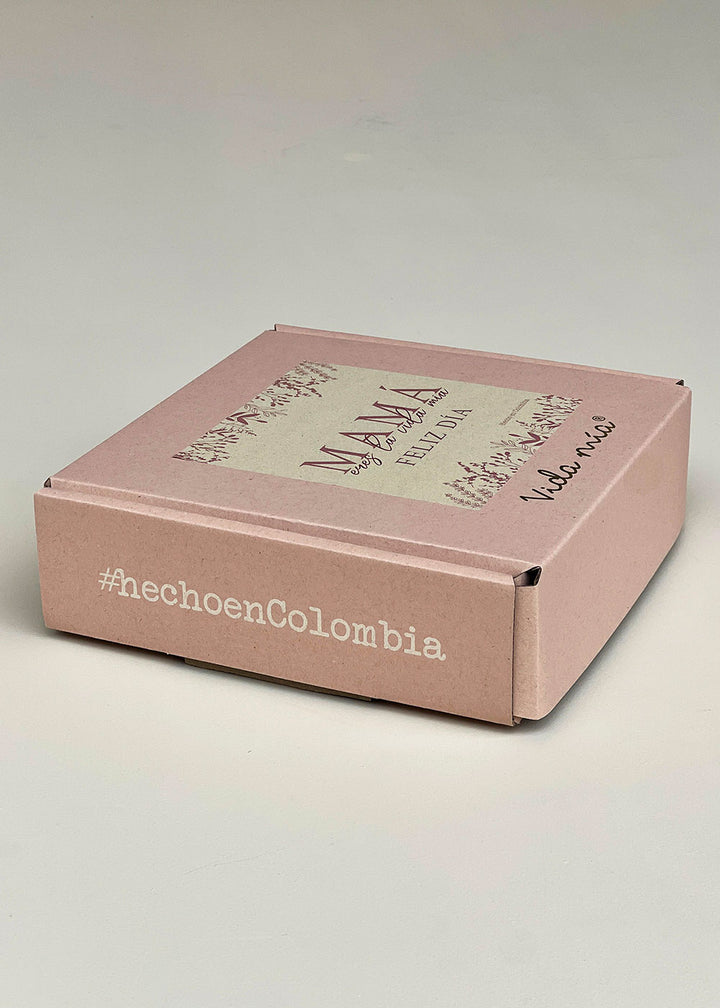 MAMÁ
eres la vida mía
FELIZ DÍA
Vida mía®
#hechoenColombia